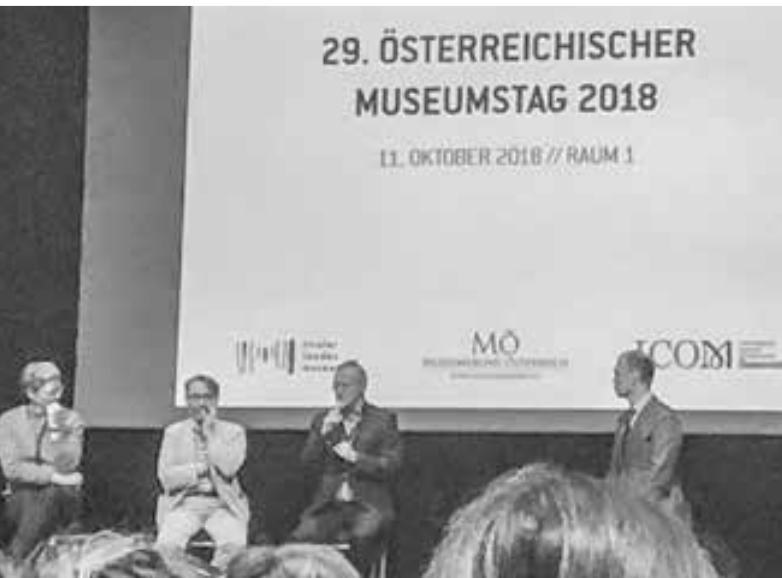 29. ÖSTERREICHISCHER
MUSEUMSTAG 2018
11. OKTOBER 2018 // RAUM 1
MÖ
ICOM